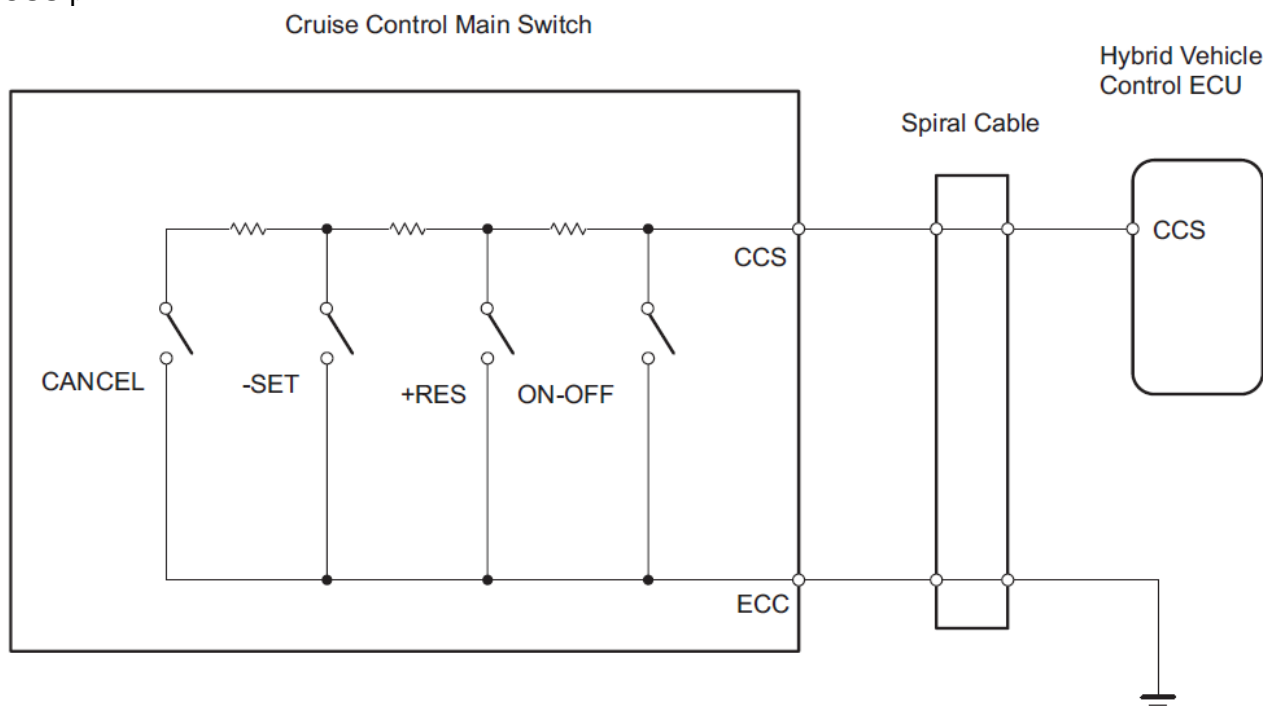 Cruise Control Main Switch
Hybrid Vehicle
Control ECU
Spiral Cable
CCS
CCS
CANCEL
-SET
+RES
ON-OFF
ECC